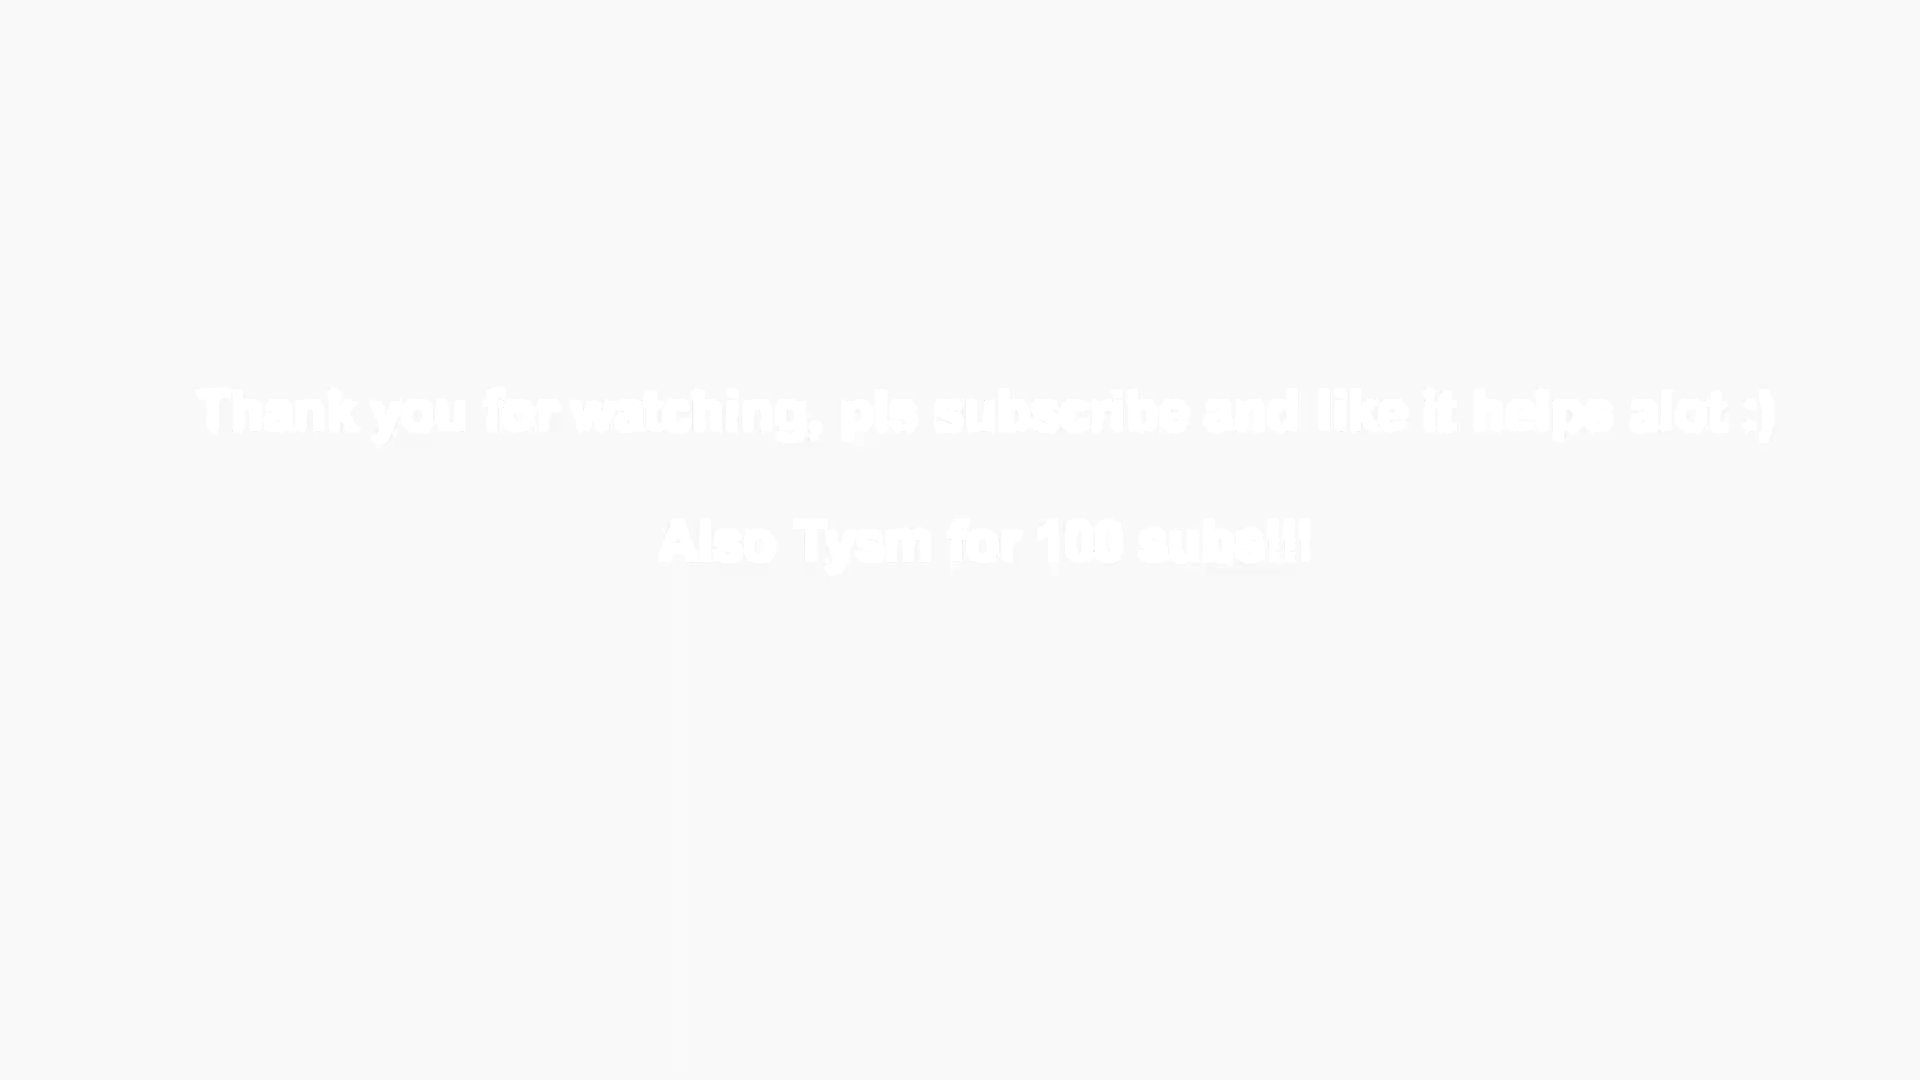 Thank you for watching, pls subscribe and like it helps alot :)
Also Tysm for 100 subs!!!